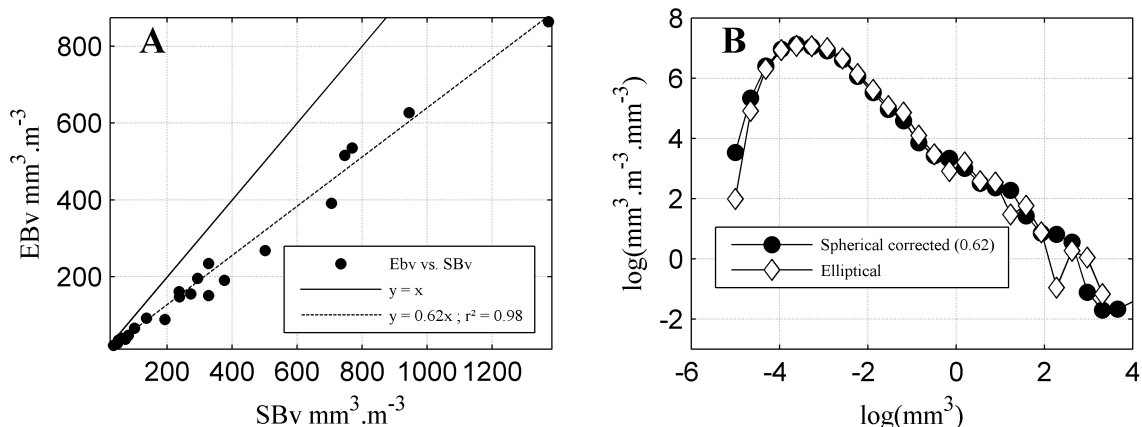 A
EBv mm³.m⁻³
800
600
400
200
200 400 600 800 1000 1200
SBv mm³.m⁻³
Ebv vs. SBv
y = x
y = 0.62x ; r² = 0.98
B
log(mm³.m⁻³.mm⁻³)
8
6
4
2
0
-2
-6 -4 -2 0 2 4
log(mm³)
Spherical corrected (0.62)
Elliptical